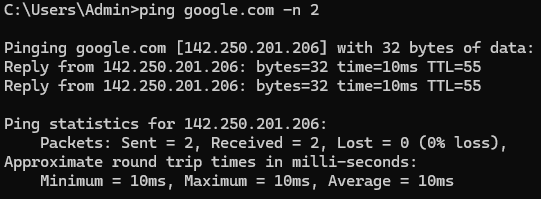 C:\Users\Admin>ping google.com -n 2
Pinging google.com [142.250.201.206] with 32 bytes of data:
Reply from 142.250.201.206: bytes=32 time=10ms TTL=55
Reply from 142.250.201.206: bytes=32 time=10ms TTL=55
Ping statistics for 142.250.201.206:
    Packets: Sent = 2, Received = 2, Lost = 0 (0% loss),
Approximate round trip times in milli-seconds:
    Minimum = 10ms, Maximum = 10ms, Average = 10ms